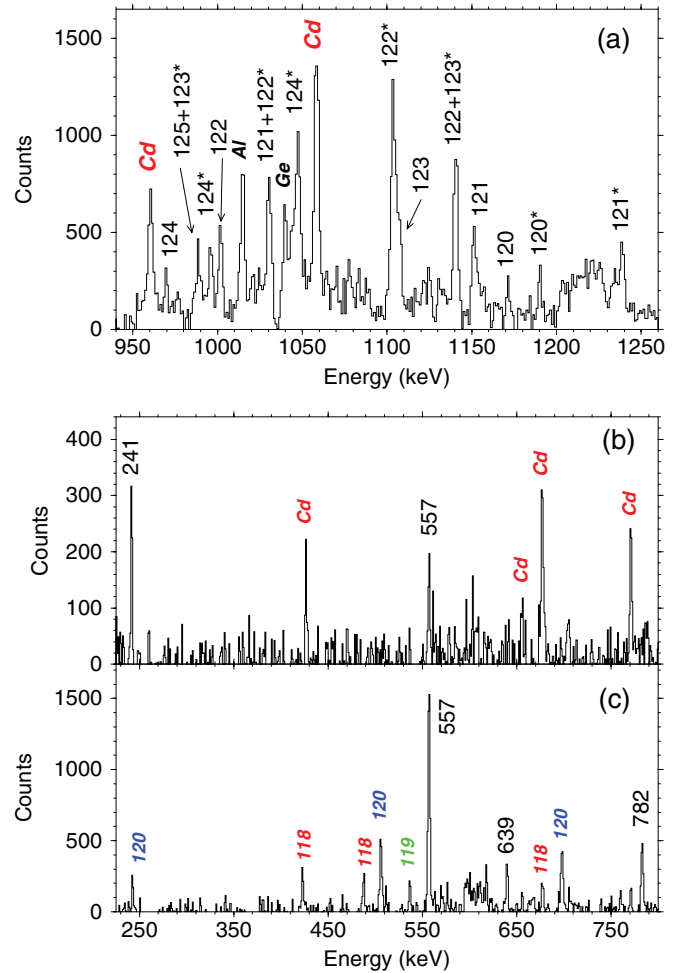 (a)
1500
1000
500
0
Counts
Cd
124
125+123*
124*
122
Al
121+122*
Ge
124*
Cd
122*
123
122+123*
121
120
120*
121*
950 1000 1050 1100 1150 1200 1250
Energy (keV)
(b)
400
300
200
100
0
Counts
241
Cd
557
Cd
Cd
Cd
(c)
1500
1000
500
0
Counts
120
118
118
120
119
557
639
118
120
782
250 350 450 550 650 750
Energy (keV)